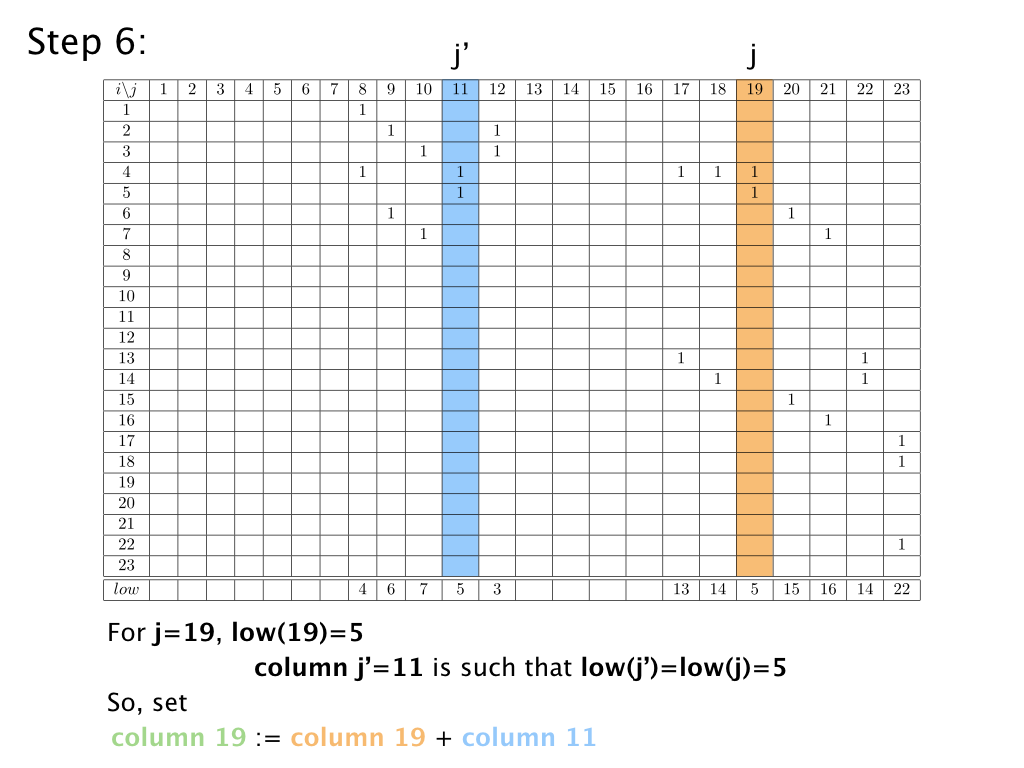 Step 6:
j’ j
i\j 1 2 3 4 5 6 7 8 9 10 11 12 13 14 15 16 17 18 19 20 21 22 23
1 1
2 1 1
3 1 1
4 1 1 1 1 1
5 1 1
6 1 1
7 1 1
8
9
10
11
12
13 1 1
14 1 1
15 1
16 1
17 1
18 1
19
20
21
22 1
23
low 4 6 7 5 3 13 14 5 15 16 14 22
For j=19, low(19)=5
column j’=11 is such that low(j’)=low(j)=5
So, set
column 19 := column 19 + column 11